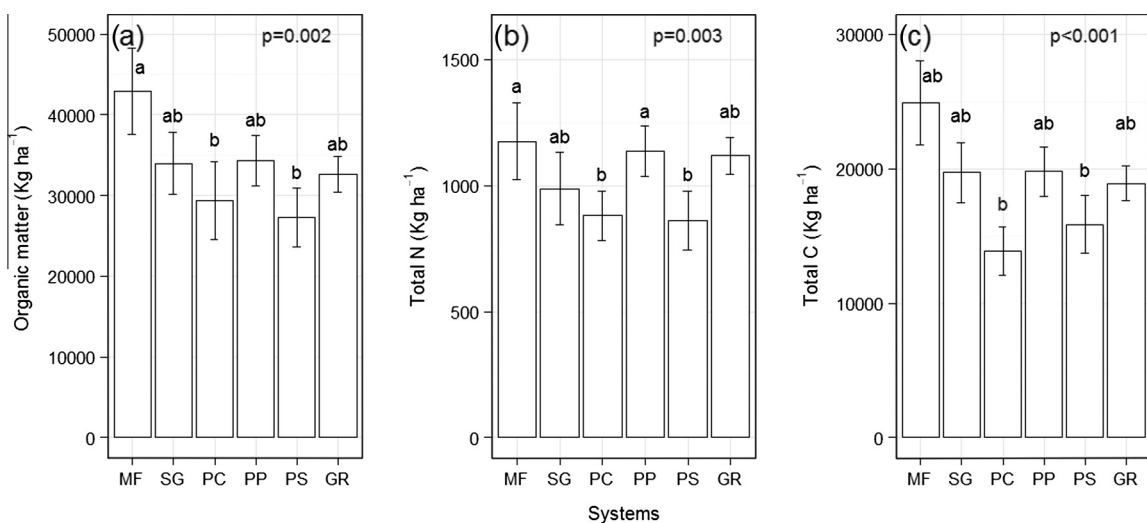 (a)
p=0.002
Organic matter (Kg ha⁻¹)
50000
40000
30000
20000
10000
0
a
ab
b
ab
b
ab
MF SG PC PP PS GR
(b)
p=0.003
Total N (Kg ha⁻¹)
1500
1000
500
0
a
ab
b
a
b
ab
MF SG PC PP PS GR
Systems
(c)
p<0.001
Total C (Kg ha⁻¹)
30000
20000
10000
0
ab
ab
b
ab
b
ab
MF SG PC PP PS GR